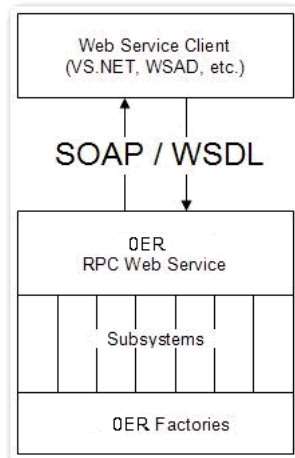 Web Service Client
(VS.NET, WSAD, etc.)
SOAP / WSDL
OER
RPC Web Service
Subsystems
OER Factories